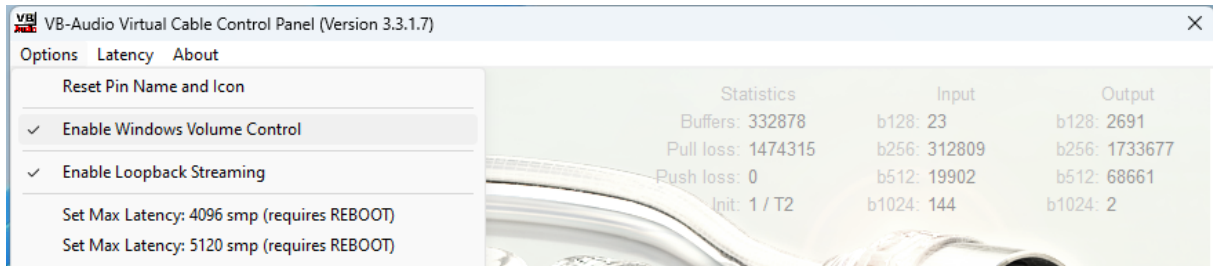 VB-Audio Virtual Cable Control Panel (Version 3.3.1.7)
Options Latency About
Reset Pin Name and Icon
Enable Windows Volume Control
Enable Loopback Streaming
Set Max Latency: 4096 smp (requires REBOOT)
Set Max Latency: 5120 smp (requires REBOOT)
Statistics Input Output
Buffers: 332878 b128: 23 b128: 2691
Pull loss: 1474315 b256: 312809 b256: 1733677
Push loss: 0 b512: 19902 b512: 68661
Init: 1 / T2 b1024: 144 b1024: 2